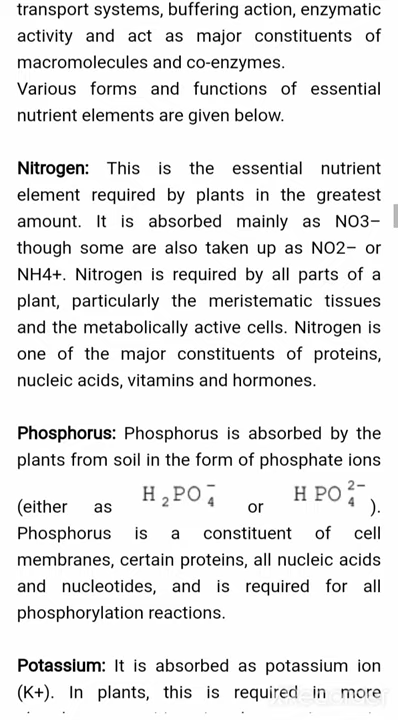 transport systems, buffering action, enzymatic
activity and act as major constituents of
macromolecules and co-enzymes.
Various forms and functions of essential
nutrient elements are given below.
Nitrogen: This is the essential nutrient
element required by plants in the greatest
amount. It is absorbed mainly as NO3−
though some are also taken up as NO2− or
NH4+. Nitrogen is required by all parts of a
plant, particularly the meristematic tissues
and the metabolically active cells. Nitrogen is
one of the major constituents of proteins,
nucleic acids, vitamins and hormones.
Phosphorus: Phosphorus is absorbed by the
plants from soil in the form of phosphate ions
(either as H₂PO₄⁻ or HPO₄²⁻ ).
Phosphorus is a constituent of cell
membranes, certain proteins, all nucleic acids
and nucleotides, and is required for all
phosphorylation reactions.
Potassium: It is absorbed as potassium ion
(K+). In plants, this is required in more